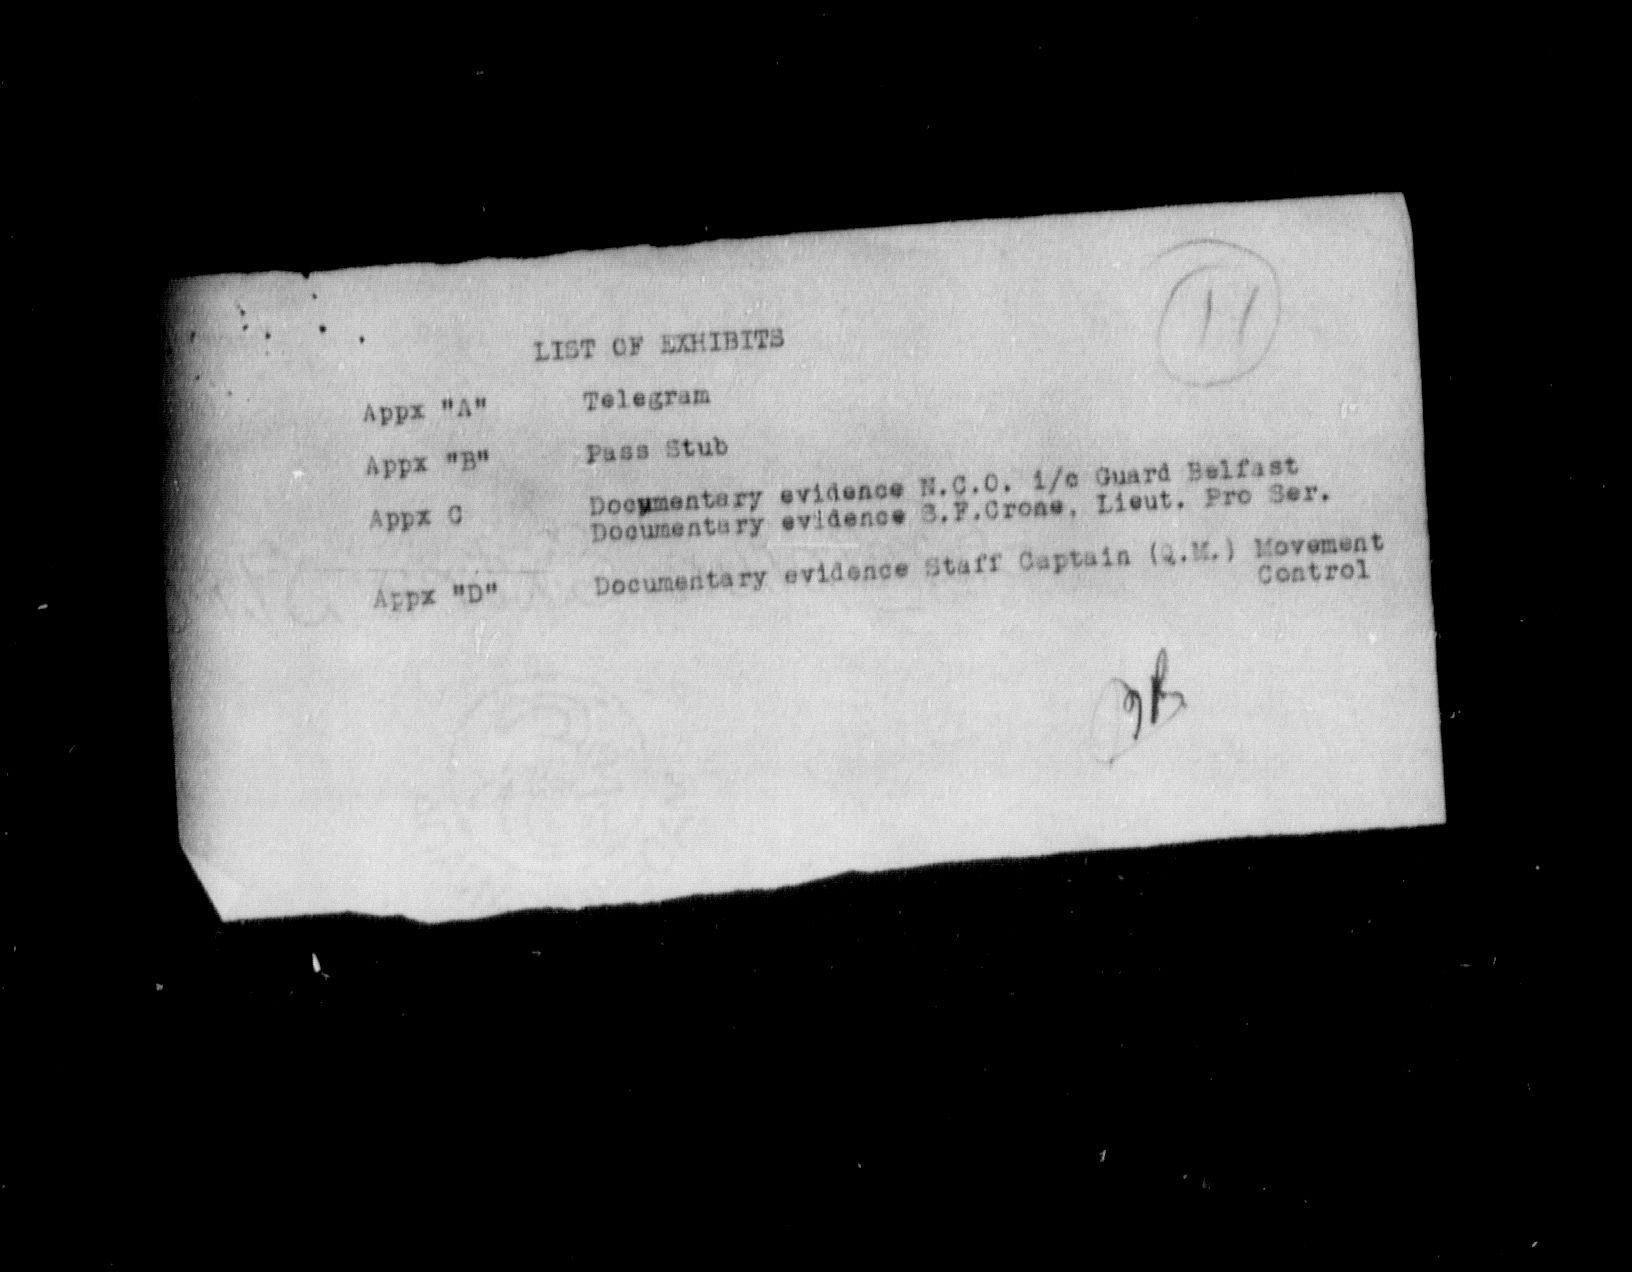 11
LIST OF EXHIBITS
Appx "A" Telegram
Appx "B" Pass Stub
Appx C Documentary evidence N.C.O. i/c Guard Belfast
Documentary evidence S.F.Crone, Lieut. Pro Ser.
Appx "D" Documentary evidence Staff Captain (Q.M.) Movement
Control